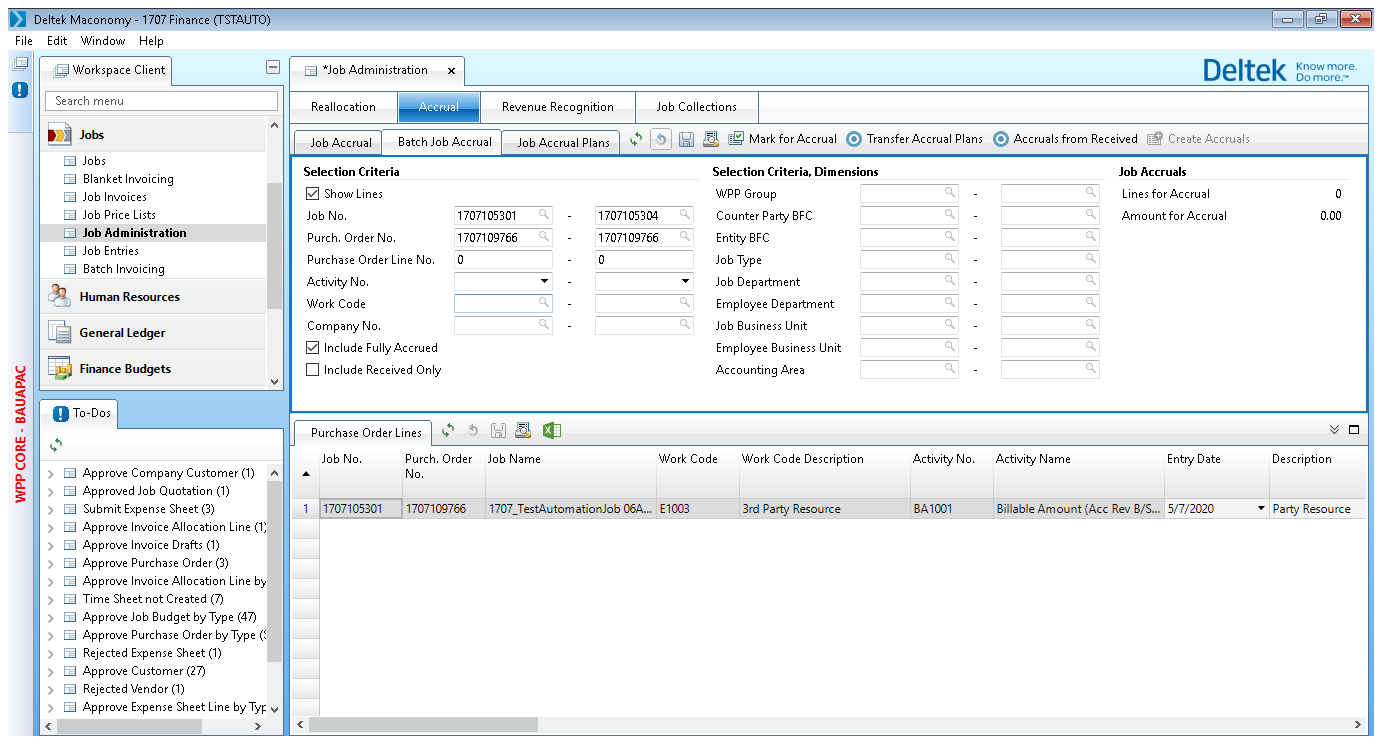 Deltek Maconomy - 1707 Finance (TSTAUTO)
File Edit Window Help
Workspace Client
Search menu
Jobs
Jobs
Blanket Invoicing
Job Invoices
Job Price Lists
Job Administration
Job Entries
Batch Invoicing
Human Resources
General Ledger
Finance Budgets
WPP CORE - BAUAPAC
To-Dos
Approve Company Customer (1)
Approved Job Quotation (1)
Submit Expense Sheet (3)
Approve Invoice Allocation Line (1)
Approve Invoice Drafts (1)
Approve Purchase Order (3)
Approve Invoice Allocation Line by
Time Sheet not Created (7)
Approve Job Budget by Type (47)
Approve Purchase Order by Type (
Rejected Expense Sheet (1)
Approve Customer (27)
Rejected Vendor (1)
Approve Expense Sheet Line by Typ
*Job Administration x
Deltek Know more. Do more.™
Reallocation Accrual Revenue Recognition Job Collections
Job Accrual Batch Job Accrual Job Accrual Plans Mark for Accrual Transfer Accrual Plans Accruals from Received Create Accruals
Selection Criteria
Show Lines
Job No. 1707105301 - 1707105304
Purch. Order No. 1707109766 - 1707109766
Purchase Order Line No. 0 - 0
Activity No. -
Work Code -
Company No. -
Include Fully Accrued
Include Received Only
Selection Criteria, Dimensions
WPP Group -
Counter Party BFC -
Entity BFC -
Job Type -
Job Department -
Employee Department -
Job Business Unit -
Employee Business Unit -
Accounting Area -
Job Accruals
Lines for Accrual 0
Amount for Accrual 0.00
Purchase Order Lines
Job No. Purch. Order No. Job Name Work Code Work Code Description Activity No. Activity Name Entry Date Description
1 1707105301 1707109766 1707_TestAutomationJob 06A... E1003 3rd Party Resource BA1001 Billable Amount (Acc Rev B/S... 5/7/2020 Party Resource